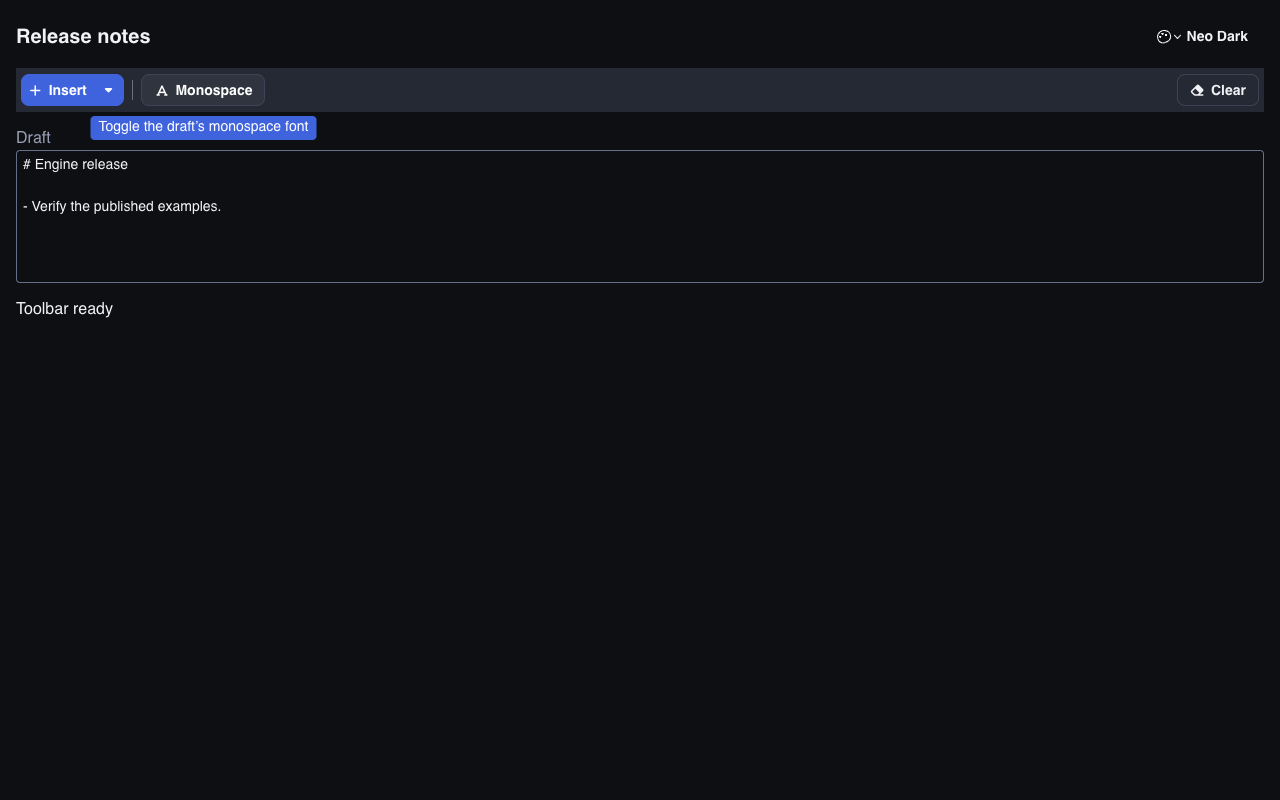 Release notes
Neo Dark
Insert
Monospace
Clear
Toggle the draft's monospace font
Draft
# Engine release
- Verify the published examples.
Toolbar ready